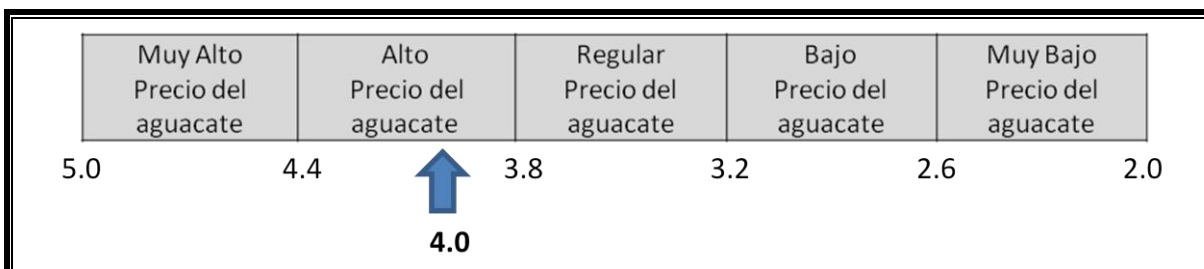 Muy Alto Alto Regular Bajo Muy Bajo
Precio del Precio del Precio del Precio del Precio del
aguacate aguacate aguacate aguacate aguacate
5.0 4.4 3.8 3.2 2.6 2.0
4.0